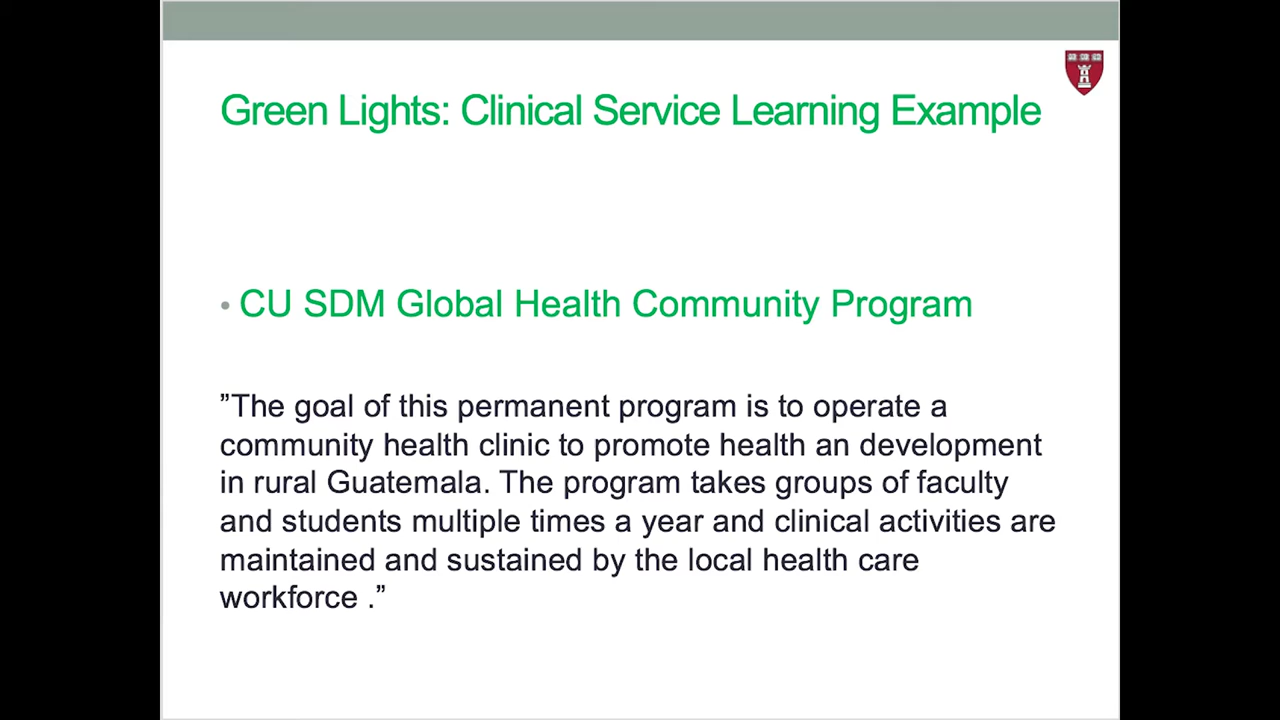 Green Lights: Clinical Service Learning Example
• CU SDM Global Health Community Program
”The goal of this permanent program is to operate a
community health clinic to promote health an development
in rural Guatemala. The program takes groups of faculty
and students multiple times a year and clinical activities are
maintained and sustained by the local health care
workforce .”